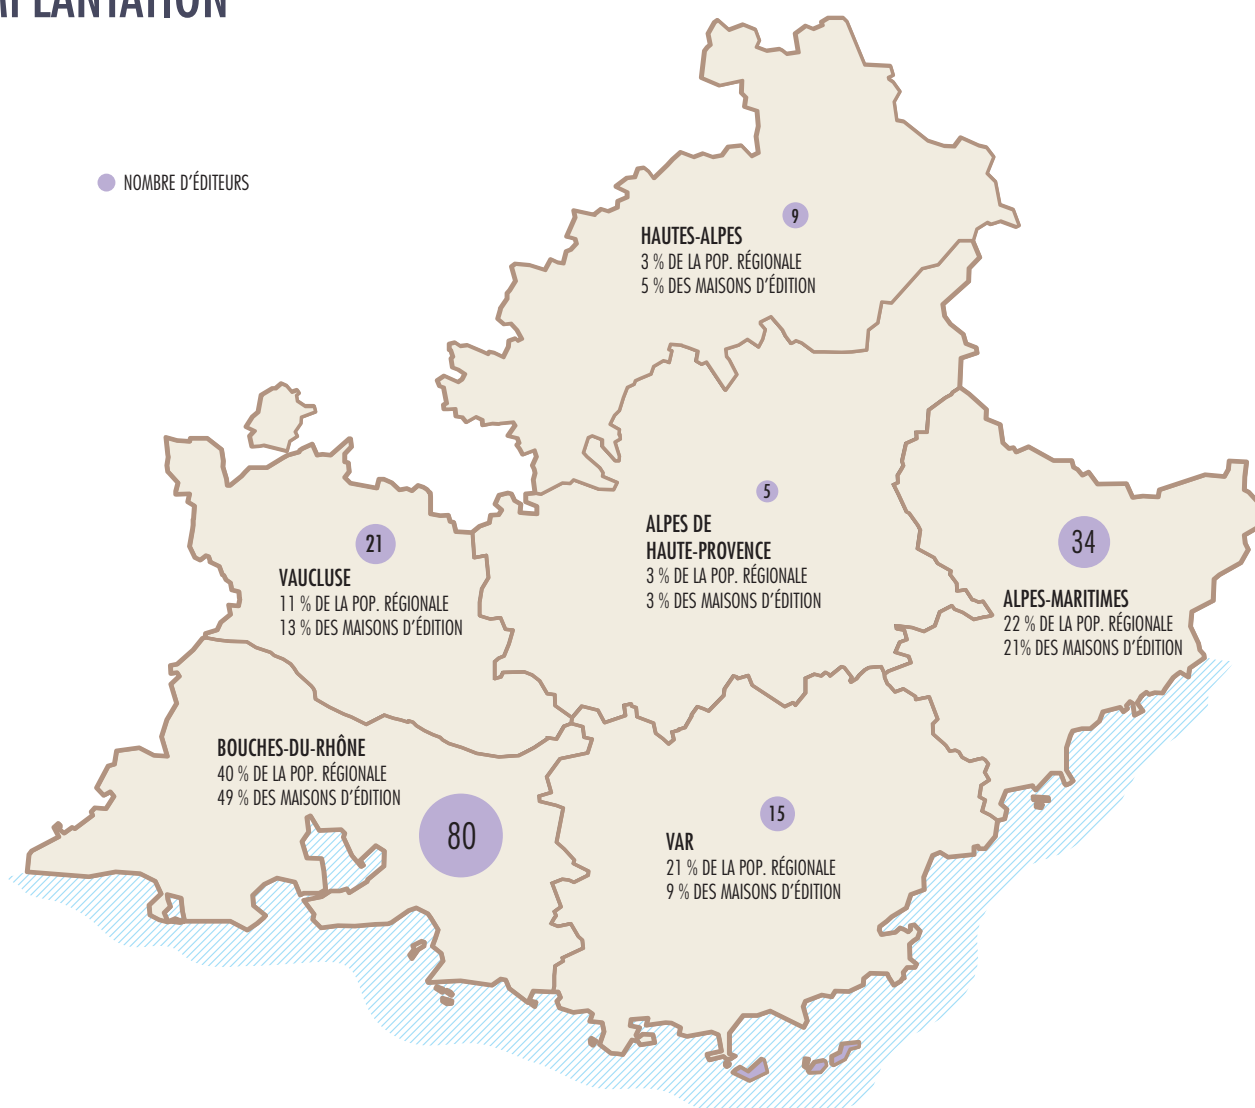 MPLANTATION
NOMBRE D'ÉDITEURS
9
HAUTES-ALPES
3 % DE LA POP. RÉGIONALE
5 % DES MAISONS D'ÉDITION
5
ALPES DE
HAUTE-PROVENCE
3 % DE LA POP. RÉGIONALE
3 % DES MAISONS D'ÉDITION
21
VAUCLUSE
11 % DE LA POP. RÉGIONALE
13 % DES MAISONS D'ÉDITION
34
ALPES-MARITIMES
22 % DE LA POP. RÉGIONALE
21% DES MAISONS D'ÉDITION
BOUCHES-DU-RHÔNE
40 % DE LA POP. RÉGIONALE
49 % DES MAISONS D'ÉDITION
80
15
VAR
21 % DE LA POP. RÉGIONALE
9 % DES MAISONS D'ÉDITION